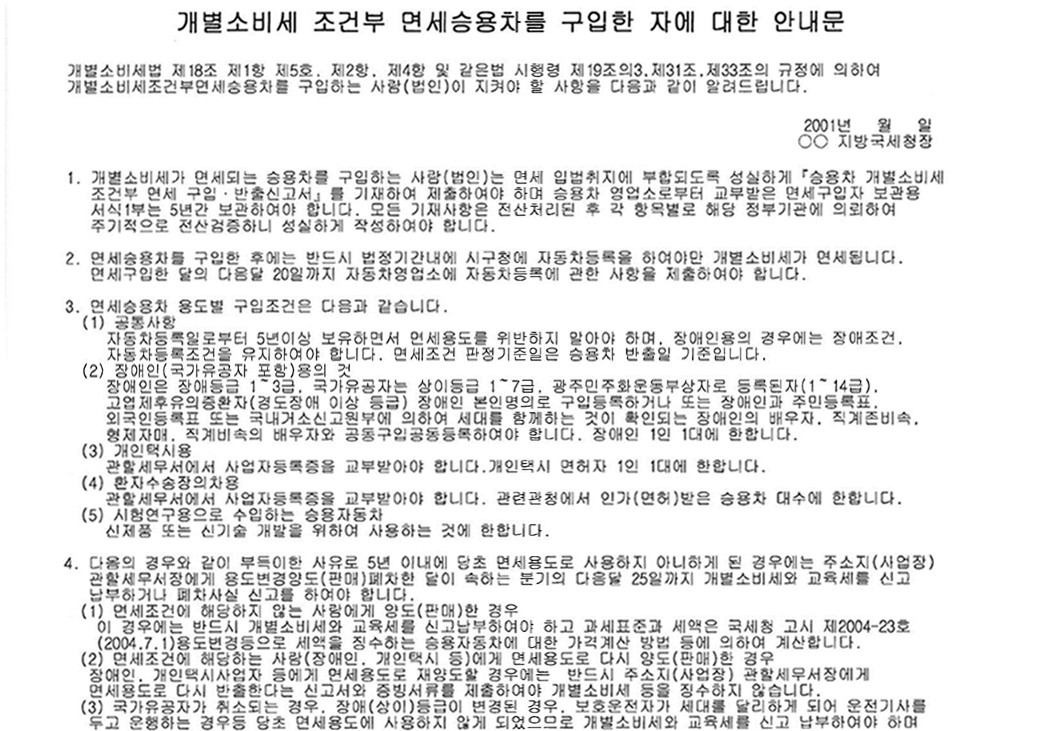 개별소비세 조건부 면세승용차를 구입한 자에 대한 안내문
개별소비세법 제18조 제1항 제5호, 제2항, 제4항 및 같은법 시행령 제19조의3,제31조,제33조의 규정에 의하여
개별소비세조건부면세승용차를 구입하는 사람(법인)이 지켜야 할 사항을 다음과 같이 알려드립니다.
2001년 월 일
○○ 지방국세청장
1. 개별소비세가 면세되는 승용차를 구입하는 사람(법인)은 면세 입법취지에 부합되도록 성실하게 『승용차 개별소비세
조건부 면세 구입·반출신고서』를 기재하여 제출하여야 하며 승용차 영업소로부터 교부받은 면세구입자 보관용
서식1부는 5년간 보관하여야 합니다. 모든 기재사항은 전산처리된 후 각 항목별로 해당 정부기관에 의뢰하여
주기적으로 전산검증하니 성실하게 작성하여야 합니다.
2. 면세승용차를 구입한 후에는 반드시 법정기간내에 시구청에 자동차등록을 하여야만 개별소비세가 면세됩니다.
면세구입한 달의 다음달 20일까지 자동차영업소에 자동차등록에 관한 사항을 제출하여야 합니다.
3. 면세승용차 용도별 구입조건은 다음과 같습니다.
(1) 공통사항
자동차등록일로부터 5년이상 보유하면서 면세용도를 위반하지 말아야 하며, 장애인용의 경우에는 장애조건,
자동차등록조건을 유지하여야 합니다. 면세조건 판정기준일은 승용차 반출일 기준입니다.
(2) 장애인(국가유공자 포함)용의 것
장애인은 장애등급 1~3급, 국가유공자는 상이등급 1~7급, 광주민주화운동부상자로 등록된자(1~14급),
고엽제후유의증환자(경도장애 이상 등급) 장애인 본인명의로 구입등록하거나 또는 장애인과 주민등록표,
외국인등록표 또는 국내거소신고원부에 의하여 세대를 함께하는 것이 확인되는 장애인의 배우자, 직계존비속,
형제자매, 직계비속의 배우자와 공동구입공동등록하여야 합니다. 장애인 1인 1대에 한합니다.
(3) 개인택시용
관할세무서에서 사업자등록증을 교부받아야 합니다.개인택시 면허자 1인 1대에 한합니다.
(4) 환자수송장의차용
관할세무서에서 사업자등록증을 교부받아야 합니다. 관련관청에서 인가(면허)받은 승용차 대수에 한합니다.
(5) 시험연구용으로 수입하는 승용자동차
신제품 또는 신기술 개발을 위하여 사용하는 것에 한합니다.
4. 다음의 경우와 같이 부득이한 사유로 5년 이내에 당초 면세용도로 사용하지 아니하게 된 경우에는 주소지(사업장)
관할세무서장에게 용도변경양도(판매)폐차한 달이 속하는 분기의 다음달 25일까지 개별소비세와 교육세를 신고
납부하거나 폐차사실 신고를 하여야 합니다.
(1) 면세조건에 해당하지 않는 사람에게 양도(판매)한 경우
이 경우에는 반드시 개별소비세와 교육세를 신고납부하여야 하고 과세표준과 세액은 국세청 고시 제2004-23호
(2004.7.1)용도변경등으로 세액을 징수하는 승용자동차에 대한 가격계산 방법 등에 의하여 계산합니다.
(2) 면세조건에 해당하는 사람(장애인, 개인택시 등)에게 면세용도로 다시 양도(판매)한 경우
장애인, 개인택시사업자 등에게 면세용도로 재양도할 경우에는 반드시 주소지(사업장) 관할세무서장에게
면세용도로 다시 반출한다는 신고서와 증빙서류를 제출하여야 개별소비세 등을 징수하지 않습니다.
(3) 국가유공자가 취소되는 경우, 장애(상이)등급이 변경된 경우, 보호운전자가 세대를 달리하게 되어 운전기사를
두고 운행하는 경우등 당초 면세용도에 사용하지 않게 되었으므로 개별소비세와 교육세를 신고 납부하여야 하며